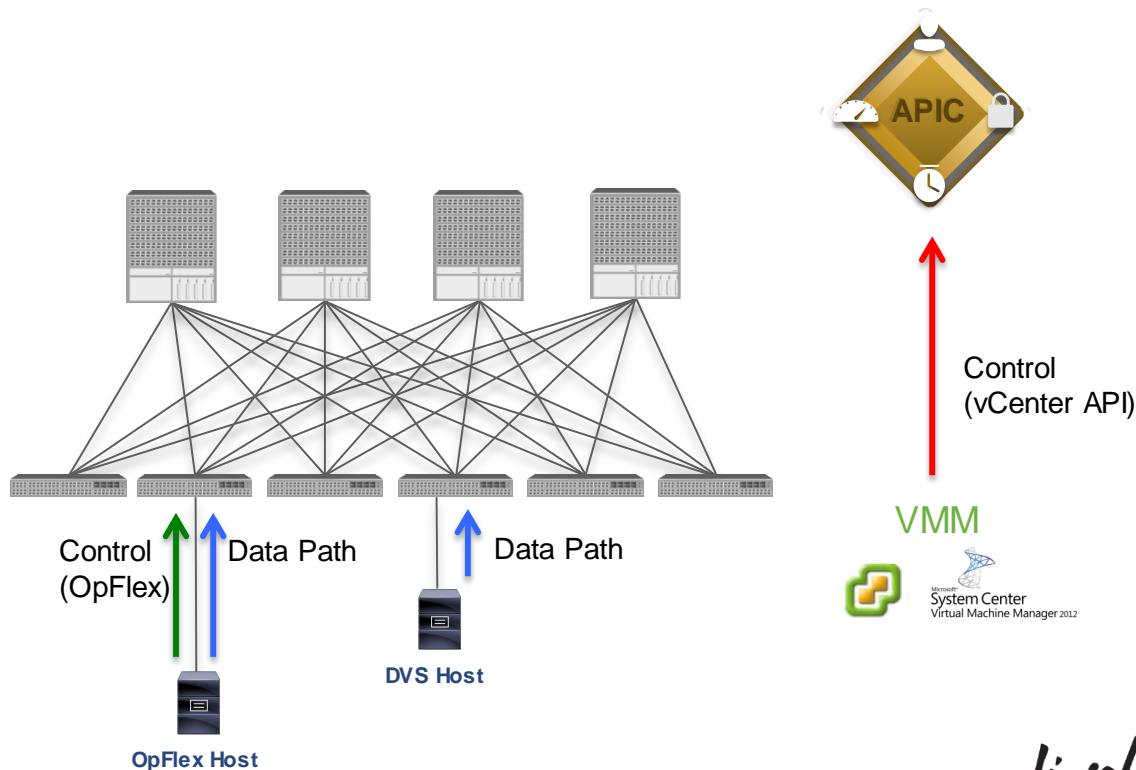 APIC
Control
(vCenter API)
VMM
Microsoft
System Center
Virtual Machine Manager 2012
Control
(OpFlex)
Data Path
Data Path
DVS Host
OpFlex Host